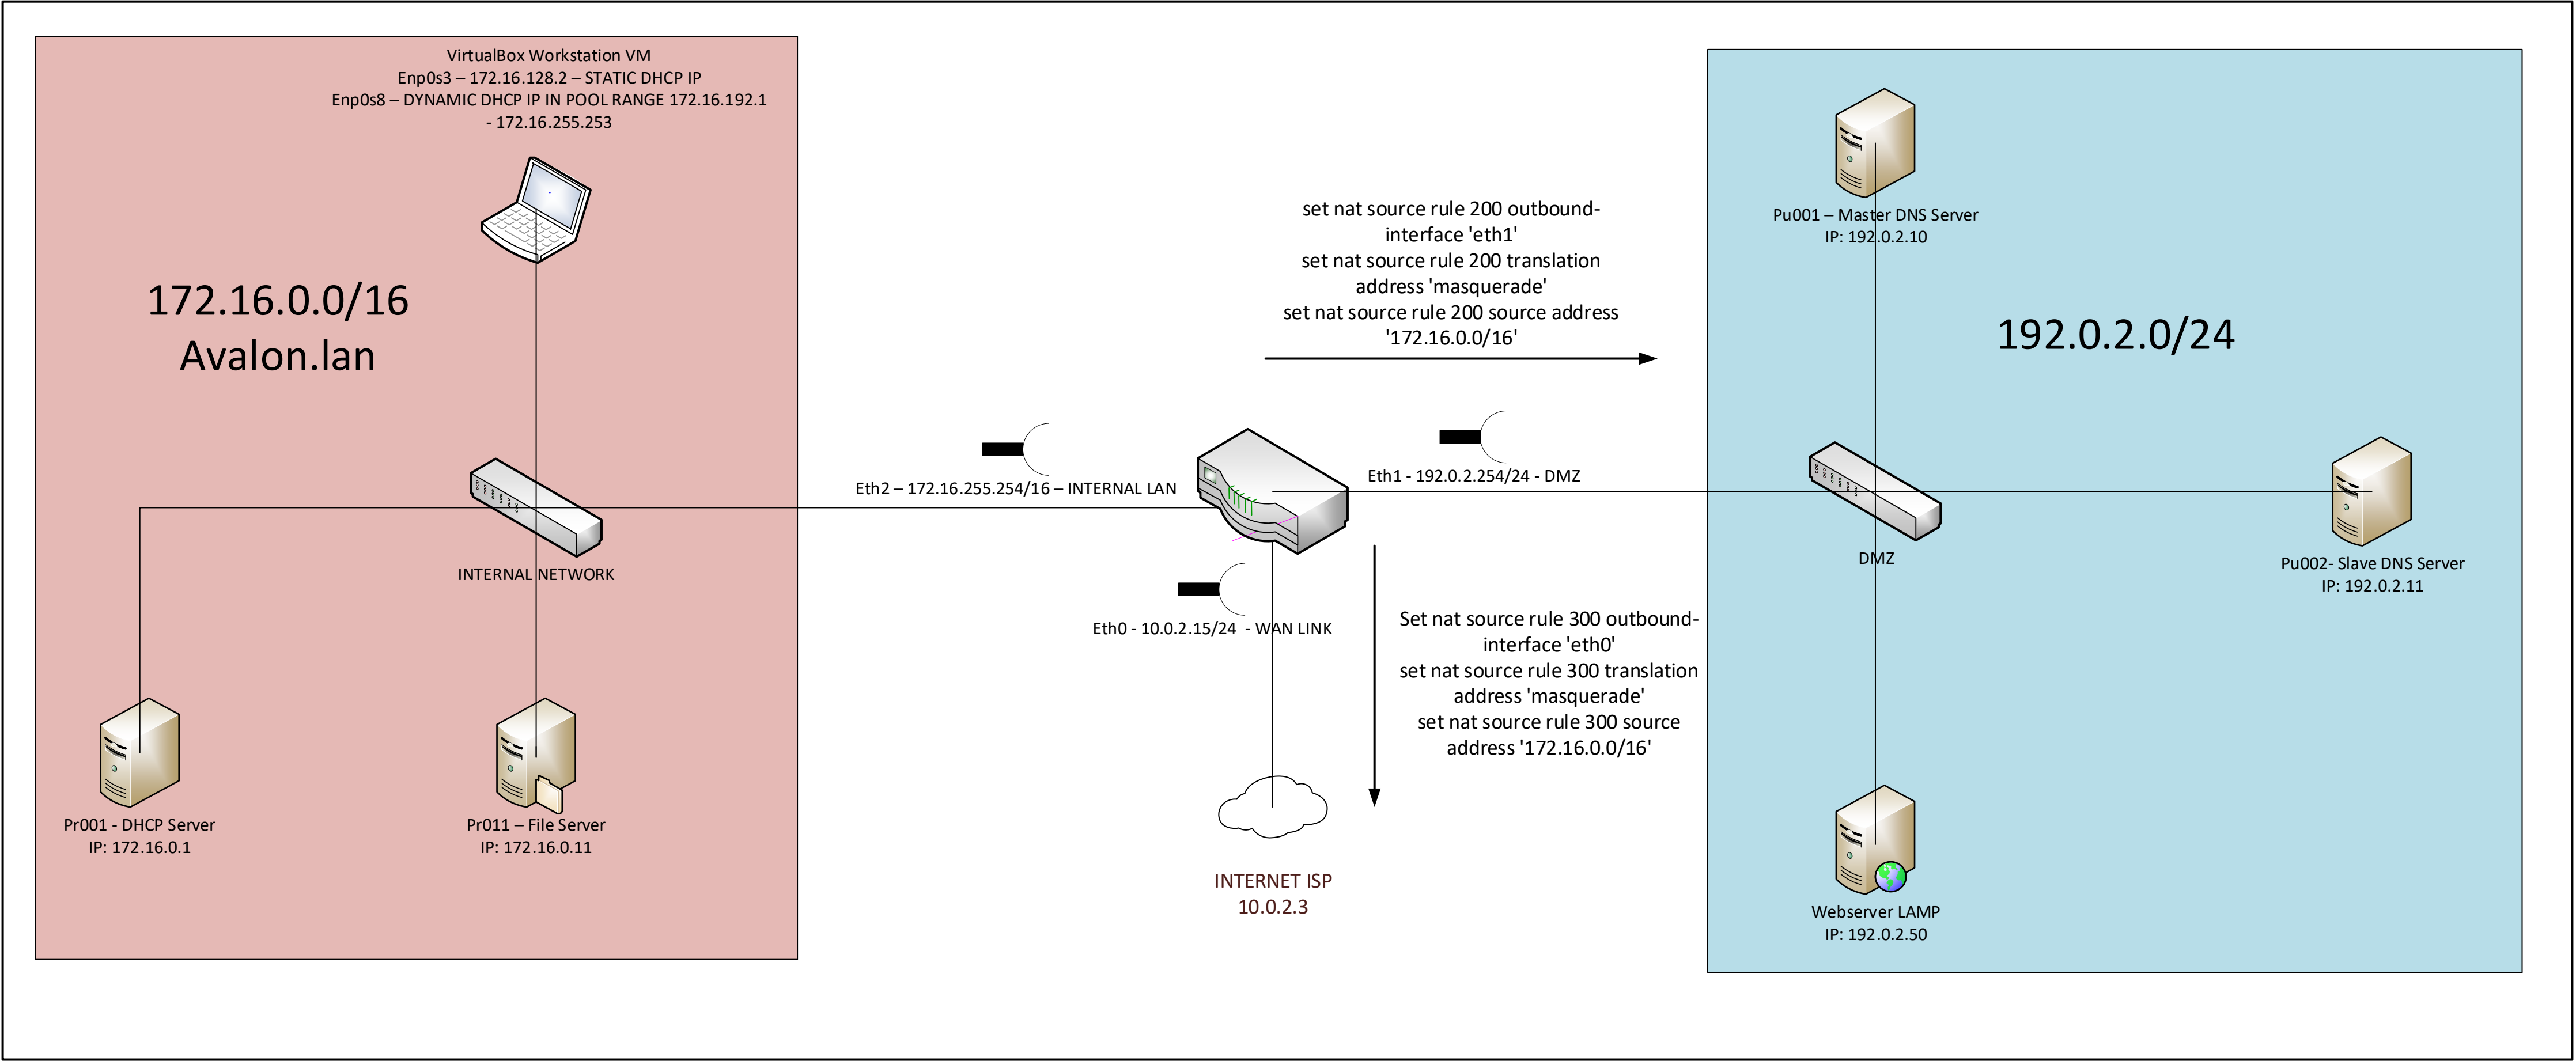 VirtualBox Workstation VM
Enp0s3 – 172.16.128.2 – STATIC DHCP IP
Enp0s8 – DYNAMIC DHCP IP IN POOL RANGE 172.16.192.1
- 172.16.255.253
172.16.0.0/16
Avalon.lan
INTERNAL NETWORK
Pr001 - DHCP Server
IP: 172.16.0.1
Pr011 – File Server
IP: 172.16.0.11
Eth2 – 172.16.255.254/16 – INTERNAL LAN
set nat source rule 200 outbound-
interface 'eth1'
set nat source rule 200 translation
address 'masquerade'
set nat source rule 200 source address
'172.16.0.0/16'
Eth1 - 192.0.2.254/24 - DMZ
Eth0 - 10.0.2.15/24 - WAN LINK
Set nat source rule 300 outbound-
interface 'eth0'
set nat source rule 300 translation
address 'masquerade'
set nat source rule 300 source
address '172.16.0.0/16'
INTERNET ISP
10.0.2.3
Pu001 – Master DNS Server
IP: 192.0.2.10
192.0.2.0/24
DMZ
Pu002- Slave DNS Server
IP: 192.0.2.11
Webserver LAMP
IP: 192.0.2.50